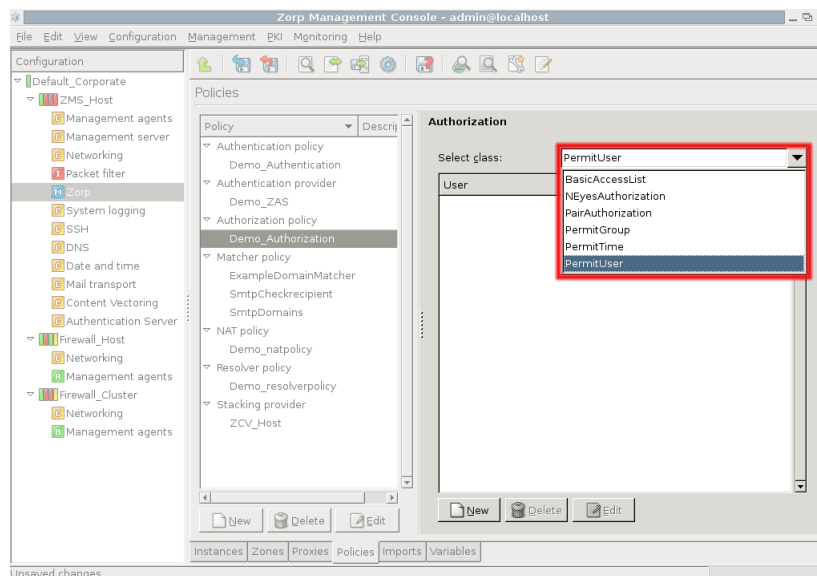 Zorp Management Console - admin@localhost
File Edit View Configuration Management PKI Monitoring Help
Configuration
Default_Corporate
ZMS_Host
Management agents
Management server
Networking
Packet filter
Zorp
System logging
SSH
DNS
Date and time
Mail transport
Content Vectoring
Authentication Server
Firewall_Host
Networking
Management agents
Firewall_Cluster
Networking
Management agents
Policies
Policy Descrip
Authentication policy
Demo_Authentication
Authentication provider
Demo_ZAS
Authorization policy
Demo_Authorization
Matcher policy
ExampleDomainMatcher
SmtpCheckrecipient
SmtpDomains
NAT policy
Demo_natpolicy
Resolver policy
Demo_resolverpolicy
Stacking provider
ZCV_Host
New Delete Edit
Authorization
Select class: PermitUser
User
BasicAccessList
NEyesAuthorization
PairAuthorization
PermitGroup
PermitTime
PermitUser
New Delete Edit
Instances Zones Proxies Policies Imports Variables
Unsaved changes